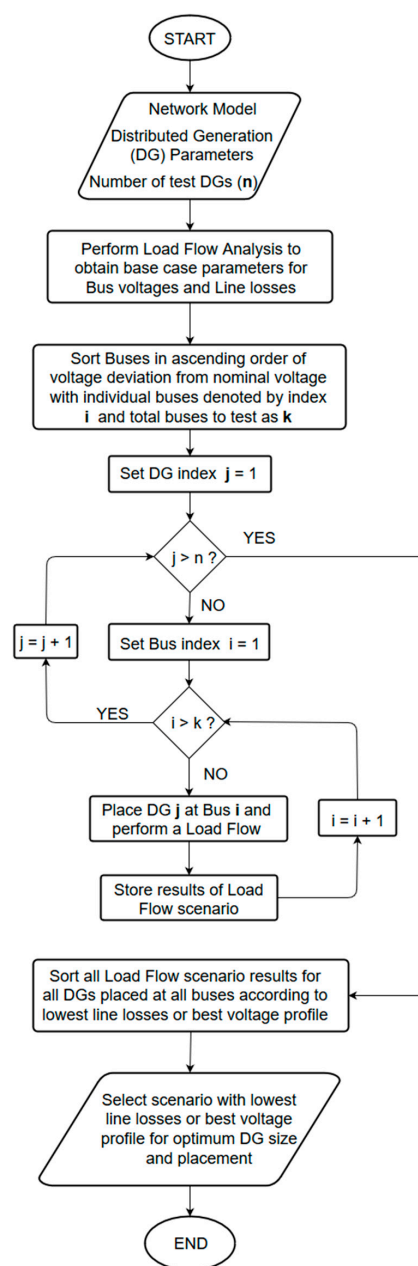 START
Network Model
Distributed Generation
(DG) Parameters
Number of test DGs (n)
Perform Load Flow Analysis to
obtain base case parameters for
Bus voltages and Line losses
Sort Buses in ascending order of
voltage deviation from nominal voltage
with individual buses denoted by index
i and total buses to test as k
Set DG index j = 1
j > n ?
YES
NO
j = j + 1
Set Bus index i = 1
YES
i > k ?
NO
Place DG j at Bus i and
perform a Load Flow
i = i + 1
Store results of Load
Flow scenario
Sort all Load Flow scenario results for
all DGs placed at all buses according to
lowest line losses or best voltage profile
Select scenario with lowest
line losses or best voltage
profile for optimum DG size
and placement
END